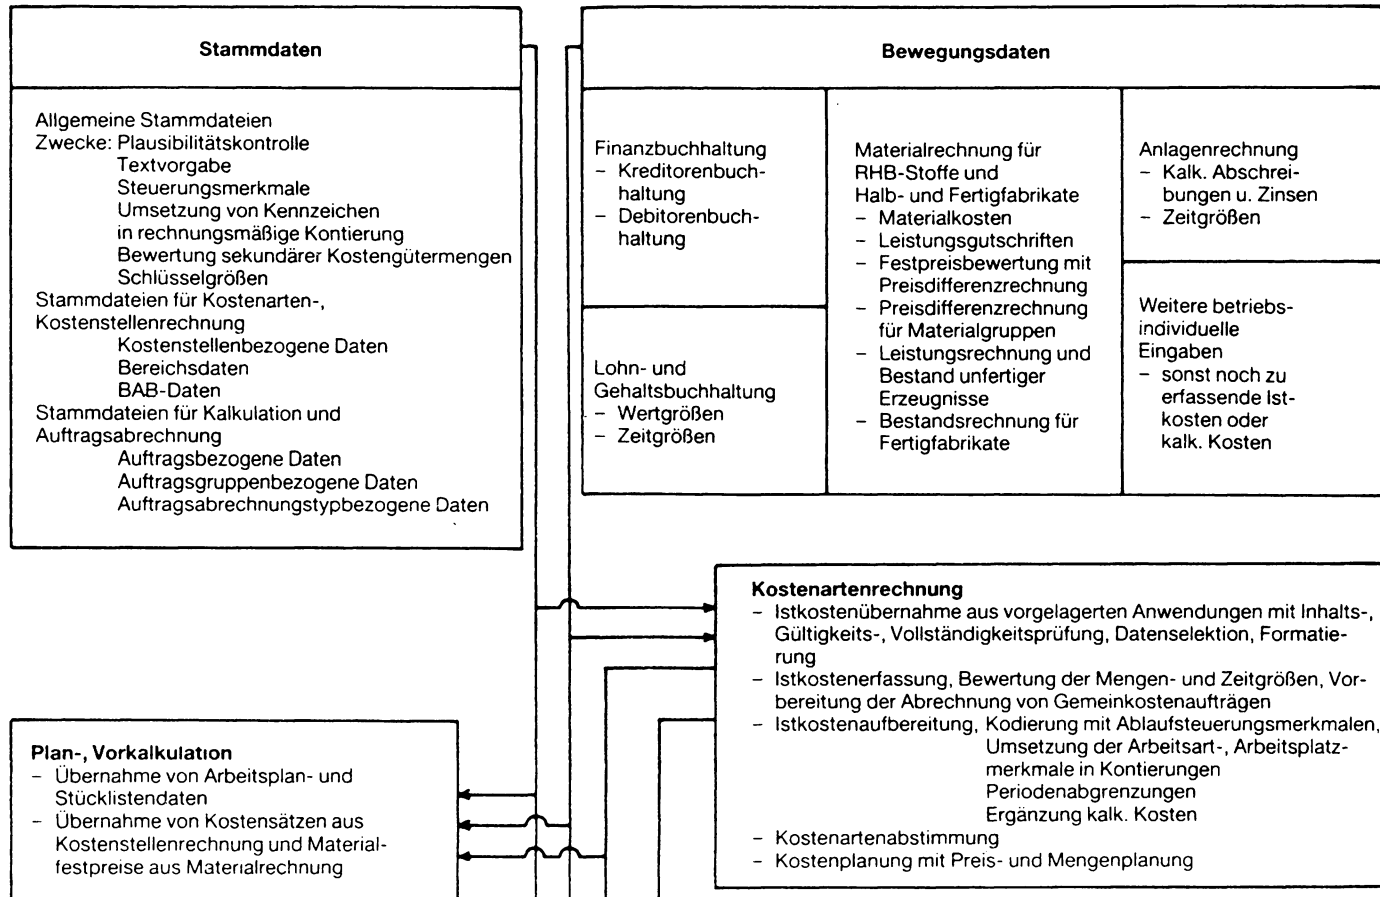 Stammdaten
Allgemeine Stammdateien
Zwecke: Plausibilitätskontrolle
Textvorgabe
Steuerungsmerkmale
Umsetzung von Kennzeichen
in rechnungsmäßige Kontierung
Bewertung sekundärer Kostengütermengen
Schlüsselgrößen
Stammdateien für Kostenarten-,
Kostenstellenrechnung
Kostenstellenbezogene Daten
Bereichsdaten
BAB-Daten
Stammdateien für Kalkulation und
Auftragsabrechnung
Auftragsbezogene Daten
Auftragsgruppenbezogene Daten
Auftragsabrechnungstypbezogene Daten
Bewegungsdaten
Finanzbuchhaltung
– Kreditorenbuch-
haltung
– Debitorenbuch-
haltung
Lohn- und
Gehaltsbuchhaltung
– Wertgrößen
– Zeitgrößen
Materialrechnung für
RHB-Stoffe und
Halb- und Fertigfabrikate
– Materialkosten
– Leistungsgutschriften
– Festpreisbewertung mit
Preisdifferenzrechnung
– Preisdifferenzrechnung
für Materialgruppen
– Leistungsrechnung und
Bestand unfertiger
Erzeugnisse
– Bestandsrechnung für
Fertigfabrikate
Anlagenrechnung
– Kalk. Abschrei-
bungen u. Zinsen
– Zeitgrößen
Weitere betriebs-
individuelle
Eingaben
– sonst noch zu
erfassende Ist-
kosten oder
kalk. Kosten
Kostenartenrechnung
– Istkostenübernahme aus vorgelagerten Anwendungen mit Inhalts-,
Gültigkeits-, Vollständigkeitsprüfung, Datenselektion, Formatie-
rung
– Istkostenerfassung, Bewertung der Mengen- und Zeitgrößen, Vor-
bereitung der Abrechnung von Gemeinkostenaufträgen
– Istkostenaufbereitung, Kodierung mit Ablaufsteuerungsmerkmalen,
Umsetzung der Arbeitsart-, Arbeitsplatz-
merkmale in Kontierungen
Periodenabgrenzungen
Ergänzung kalk. Kosten
– Kostenartenabstimmung
– Kostenplanung mit Preis- und Mengenplanung
Plan-, Vorkalkulation
– Übernahme von Arbeitsplan- und
Stücklistendaten
– Übernahme von Kostensätzen aus
Kostenstellenrechnung und Material-
festpreise aus Materialrechnung